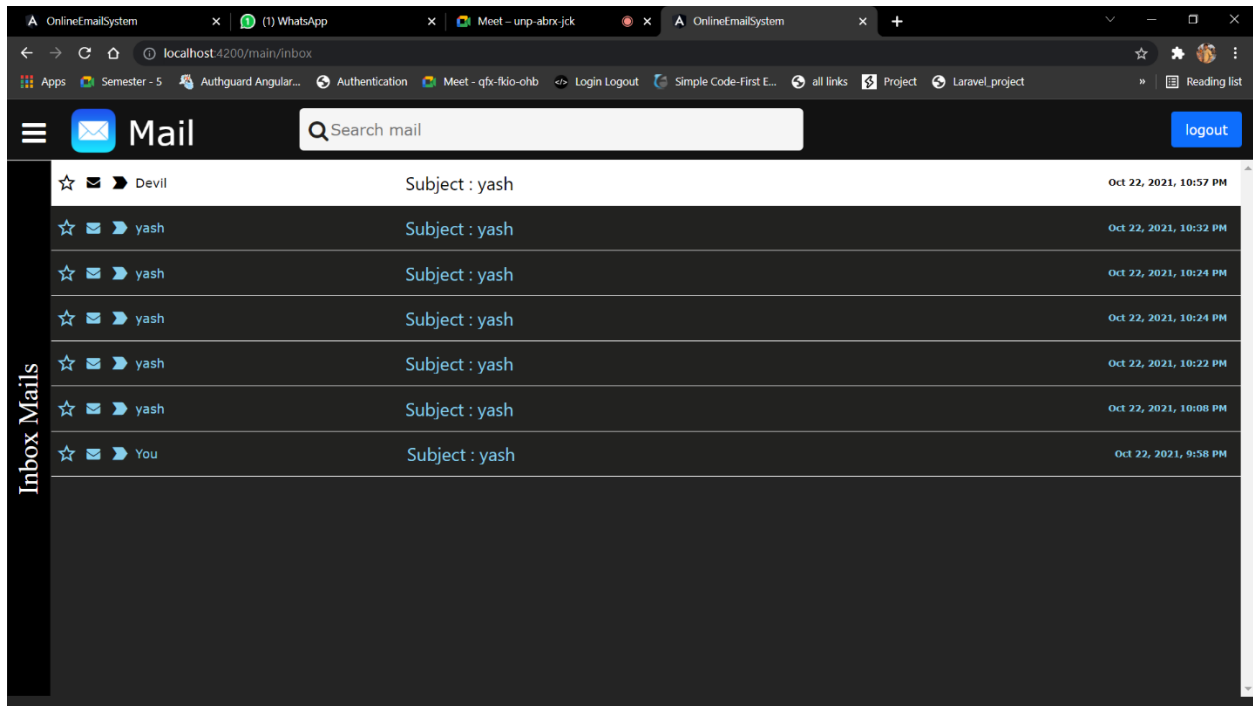 OnlineEmailSystem (1) WhatsApp Meet – unp-abrx-jck OnlineEmailSystem
localhost:4200/main/inbox
Apps Semester - 5 Authguard Angular... Authentication Meet - qfx-fkio-ohb Login Logout Simple Code-First E... all links Project Laravel_project » Reading list
Mail Search mail logout
Devil Subject : yash Oct 22, 2021, 10:57 PM
yash Subject : yash Oct 22, 2021, 10:32 PM
yash Subject : yash Oct 22, 2021, 10:24 PM
yash Subject : yash Oct 22, 2021, 10:24 PM
yash Subject : yash Oct 22, 2021, 10:22 PM
yash Subject : yash Oct 22, 2021, 10:08 PM
You Subject : yash Oct 22, 2021, 9:58 PM
Inbox Mails